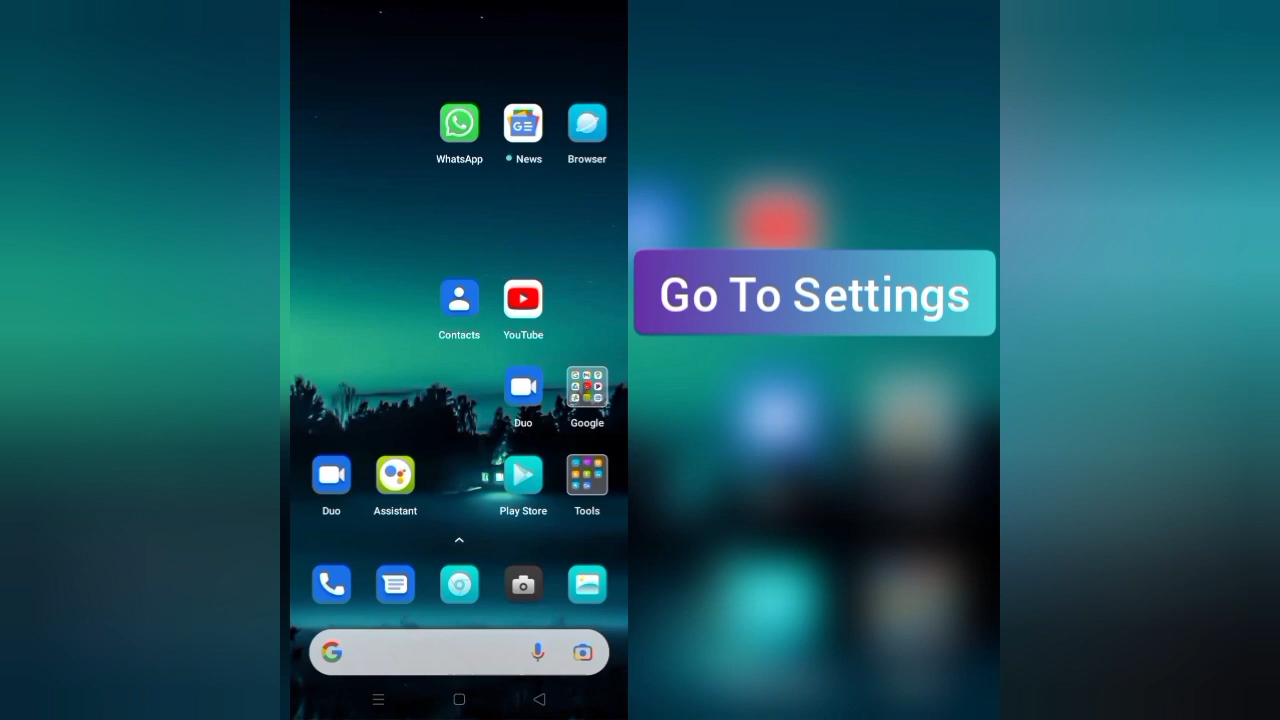 WhatsApp
News
Browser
Contacts
YouTube
Duo
Google
Duo
Assistant
Play Store
Tools
Go To Settings